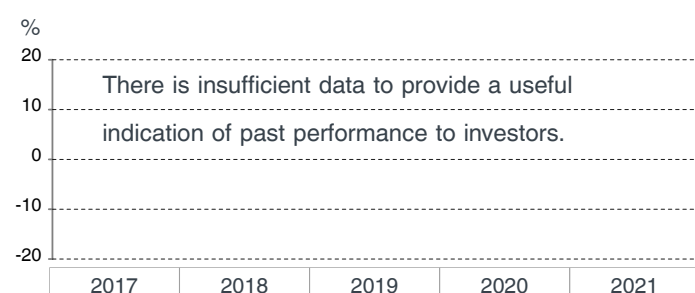 %
20
There is insufficient data to provide a useful
10
indication of past performance to investors.
0
-10
-20
2017 2018 2019 2020 2021